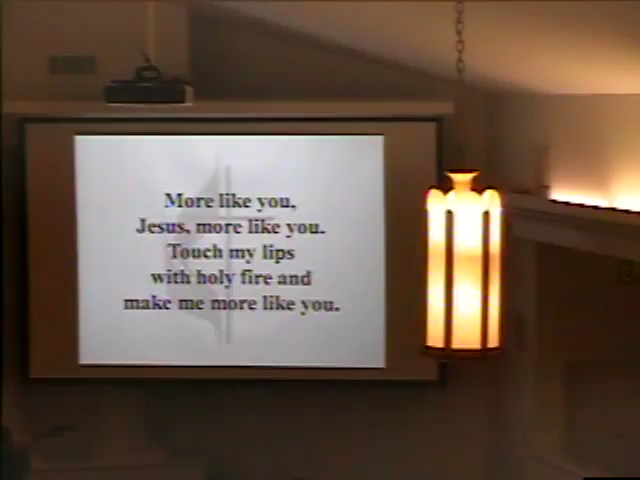 More like you,
Jesus, more like you.
Touch my lips
with holy fire and
make me more like you.